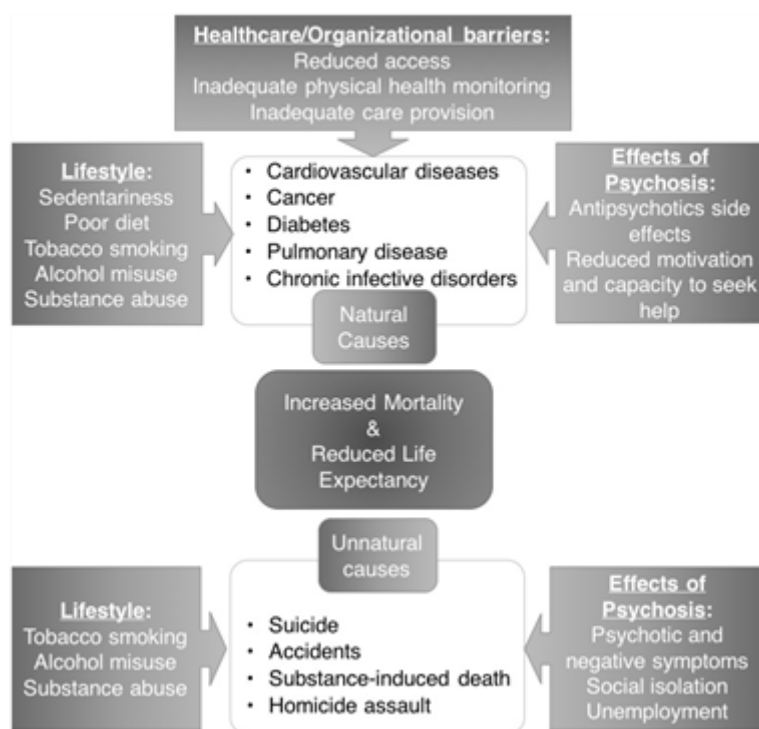 Healthcare/Organizational barriers:
Reduced access
Inadequate physical health monitoring
Inadequate care provision
Lifestyle:
Sedentariness
Poor diet
Tobacco smoking
Alcohol misuse
Substance abuse
• Cardiovascular diseases
• Cancer
• Diabetes
• Pulmonary disease
• Chronic infective disorders
Effects of
Psychosis:
Antipsychotics side
effects
Reduced motivation
and capacity to seek
help
Natural
Causes
Increased Mortality
&
Reduced Life
Expectancy
Unnatural
causes
Lifestyle:
Tobacco smoking
Alcohol misuse
Substance abuse
• Suicide
• Accidents
• Substance-induced death
• Homicide assault
Effects of
Psychosis:
Psychotic and
negative symptoms
Social isolation
Unemployment